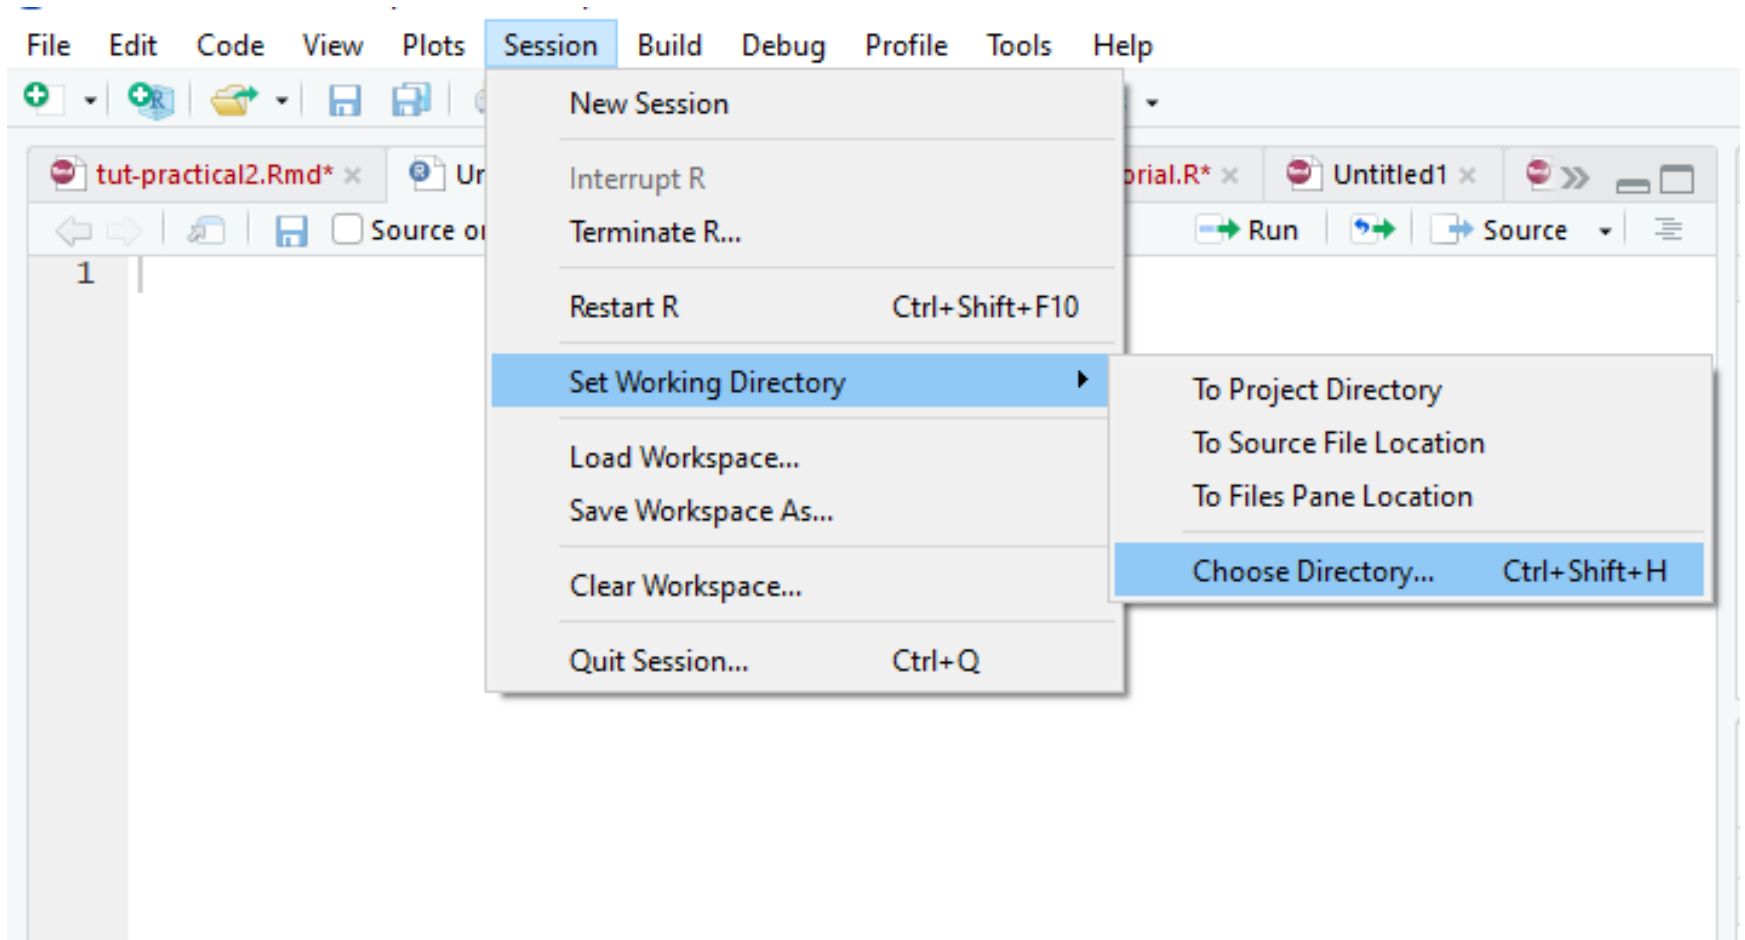 File Edit Code View Plots Session Build Debug Profile Tools Help
New Session
tut-practical2.Rmd*
Untitled1
Interrupt R
Source
Run
Source
Terminate R...
1
Restart R Ctrl+Shift+F10
Set Working Directory
To Project Directory
To Source File Location
Load Workspace...
To Files Pane Location
Save Workspace As...
Choose Directory... Ctrl+Shift+H
Clear Workspace...
Quit Session... Ctrl+Q